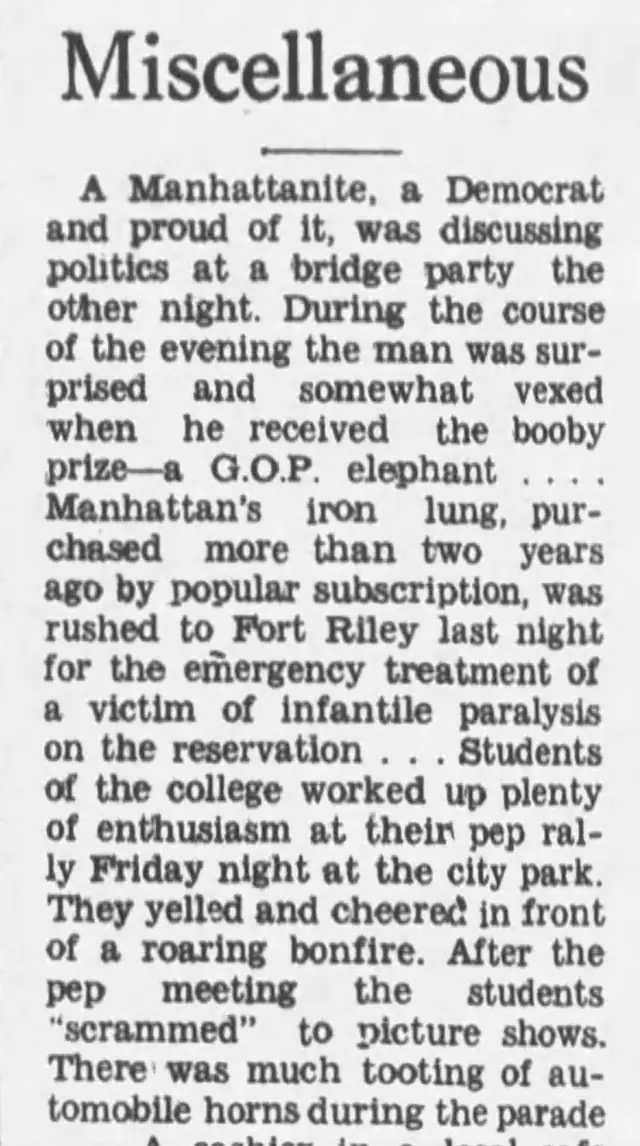 Miscellaneous
A Manhattanite, a Democrat
and proud of it, was discussing
politics at a bridge party the
other night. During the course
of the evening the man was sur-
prised and somewhat vexed
when he received the booby
prize—a G.O.P. elephant . . . .
Manhattan's iron lung, pur-
chased more than two years
ago by popular subscription, was
rushed to Fort Riley last night
for the emergency treatment of
a victim of infantile paralysis
on the reservation . . . Students
of the college worked up plenty
of enthusiasm at their pep ral-
ly Friday night at the city park.
They yelled and cheered in front
of a roaring bonfire. After the
pep meeting the students
"scrammed" to picture shows.
There was much tooting of au-
tomobile horns during the parade
A cashier in a local